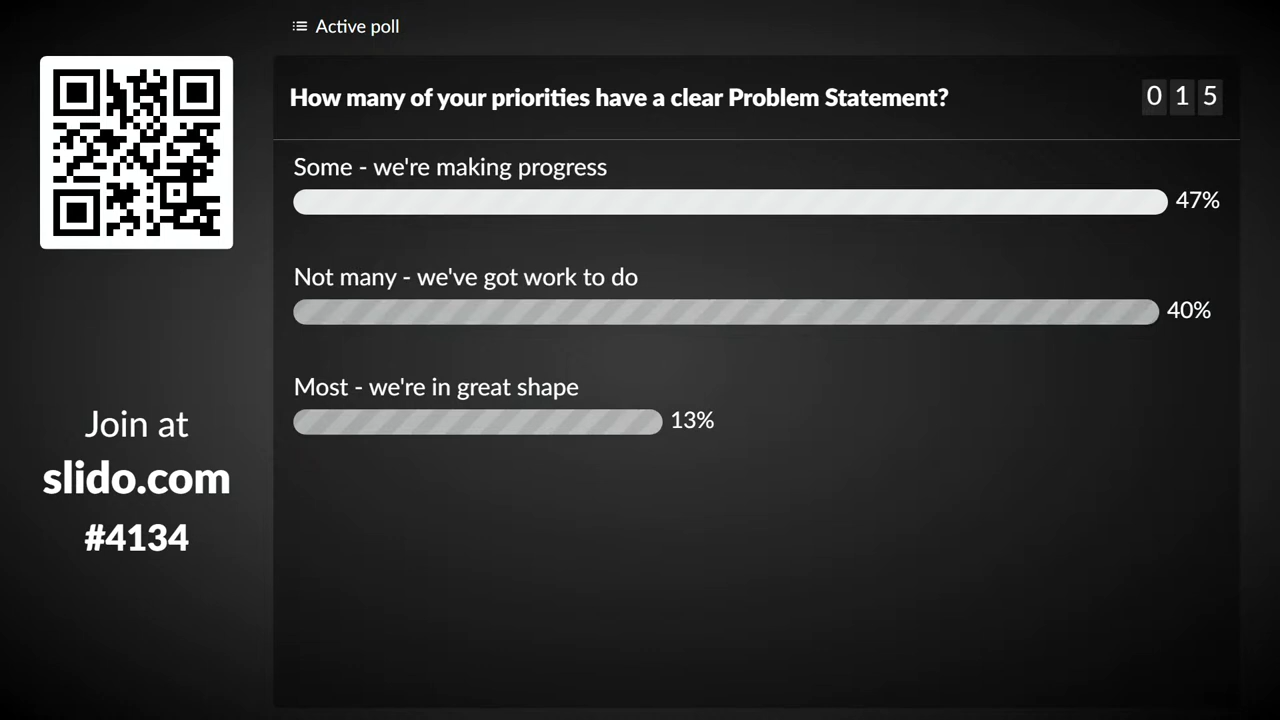 Active poll
How many of your priorities have a clear Problem Statement?
0 1 5
Some - we're making progress
47%
Not many - we've got work to do
40%
Most - we're in great shape
13%
Join at
slido.com
#4134